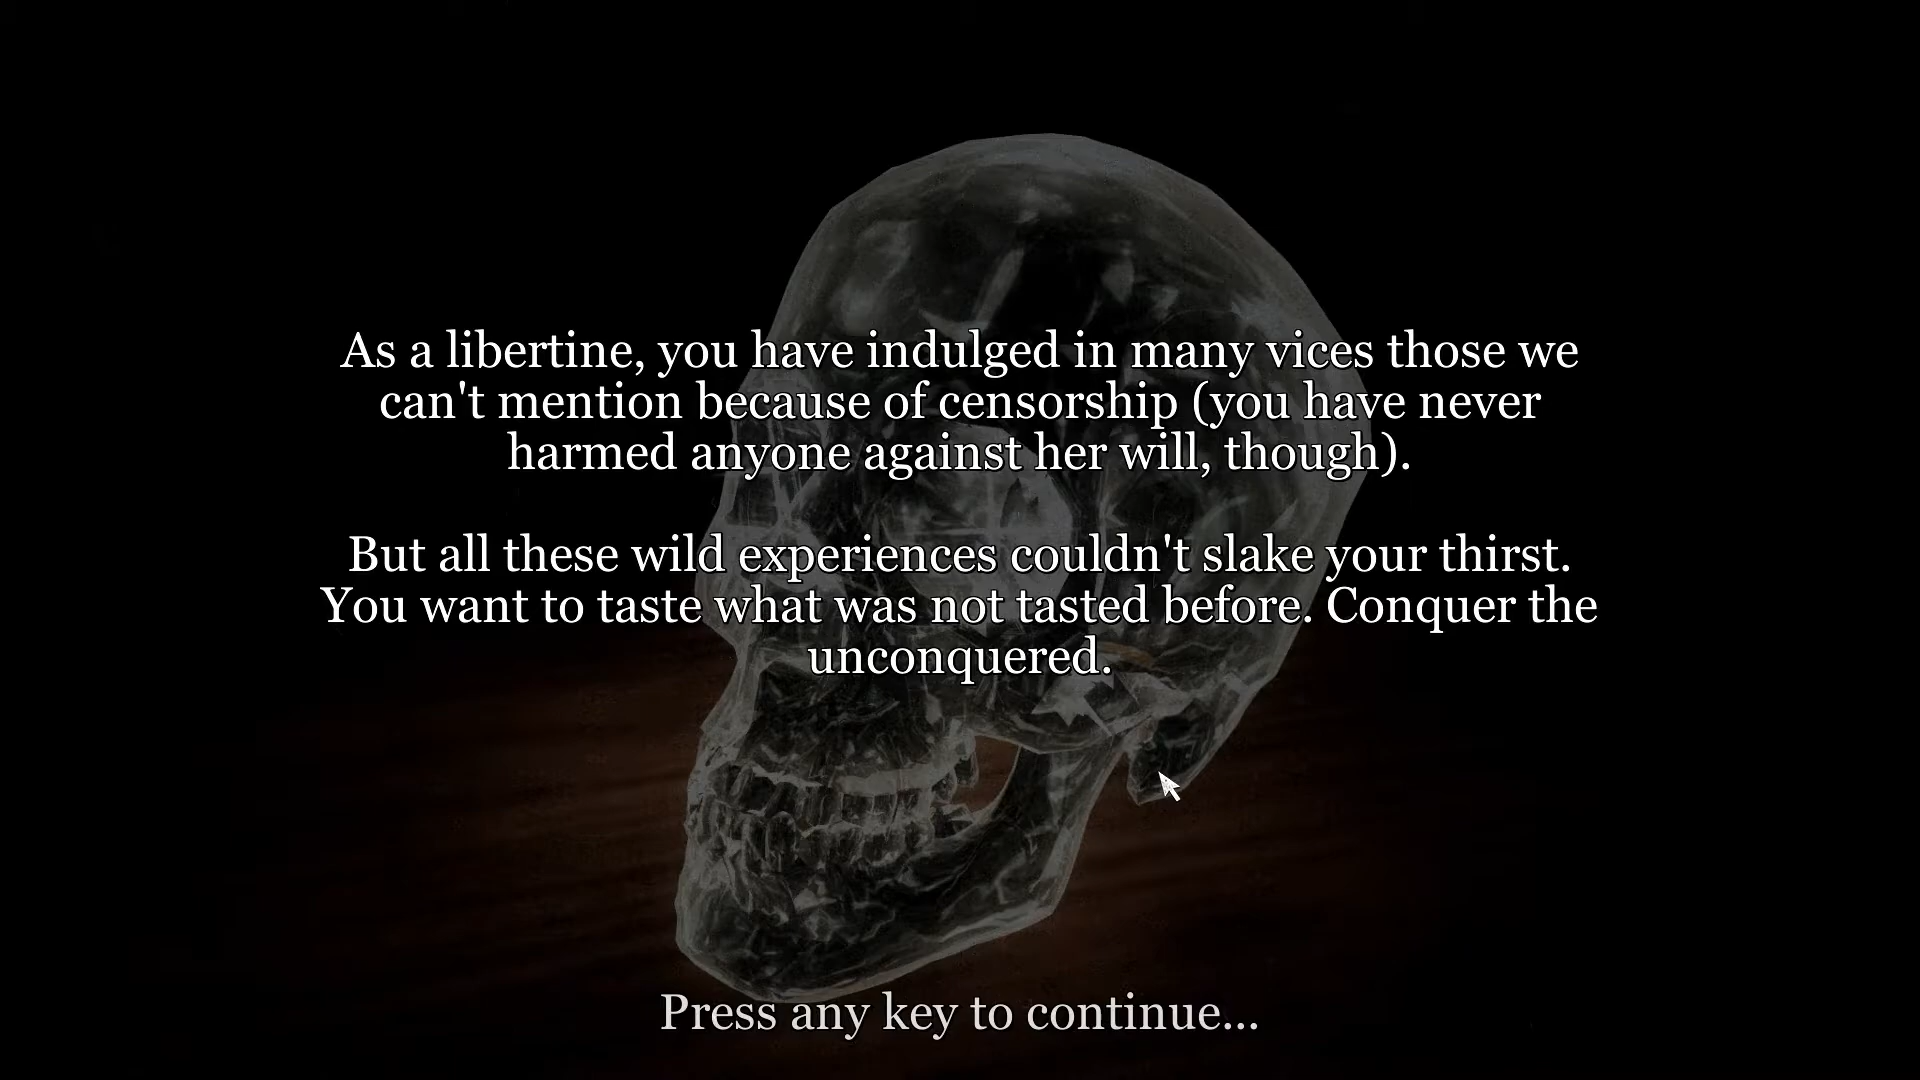 As a libertine, you have indulged in many vices those we
can't mention because of censorship (you have never
harmed anyone against her will, though).
But all these wild experiences couldn't slake your thirst.
You want to taste what was not tasted before. Conquer the
unconquered.
Press any key to continue...